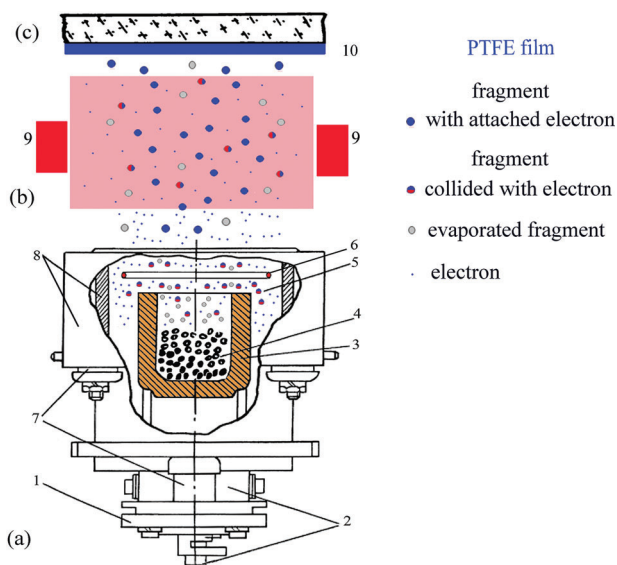 (c)
10
PTFE film
fragment
with attached electron
9
9
fragment
collided with electron
(b)
evaporated fragment
6
8
5
electron
4
3
7
1
2
(a)